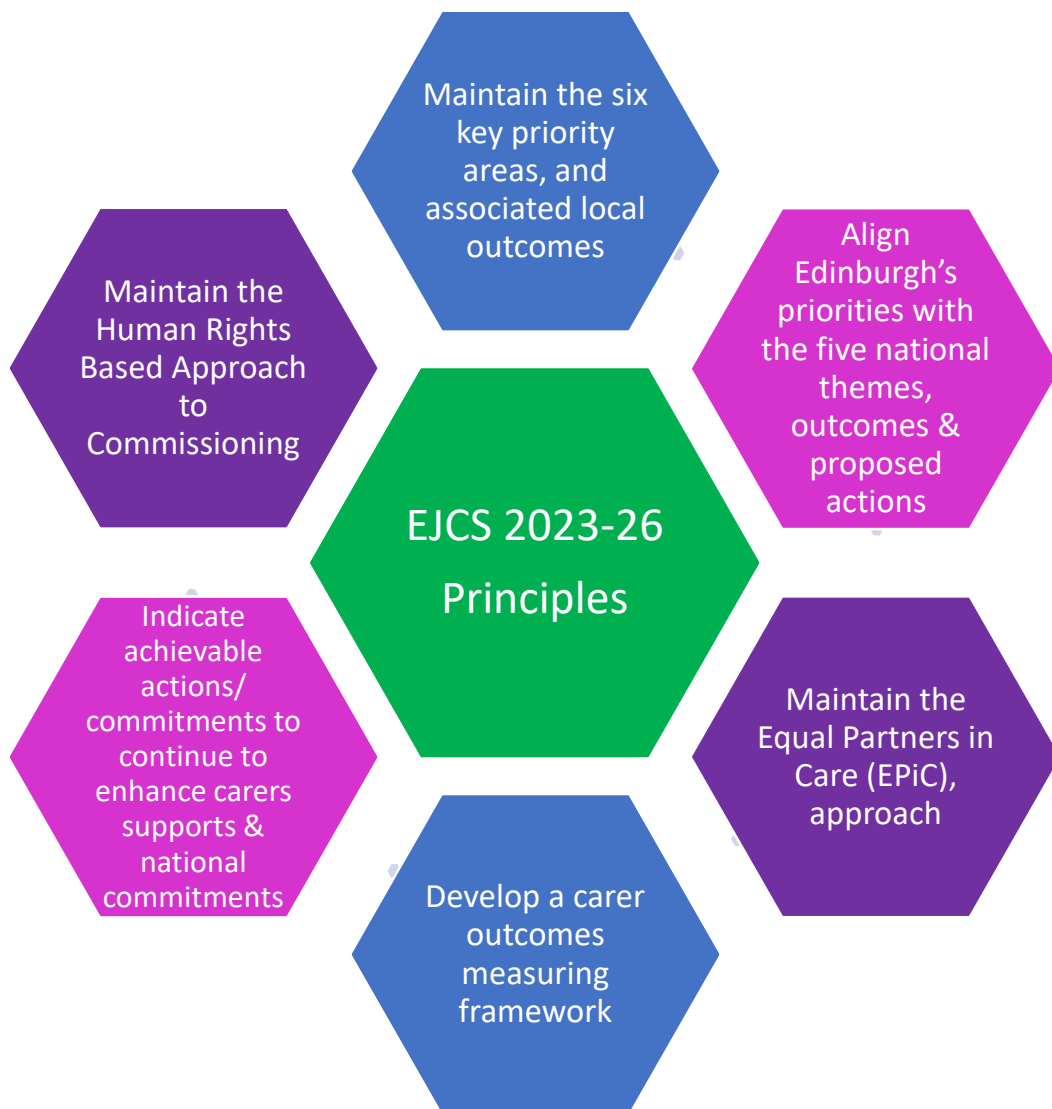 Maintain the six
key priority
areas, and
associated local
outcomes
Align
Edinburgh’s
priorities with
the five national
themes,
outcomes &
proposed
actions
Maintain the
Equal Partners in
Care (EPiC),
approach
Develop a carer
outcomes
measuring
framework
Indicate
achievable
actions/
commitments to
continue to
enhance carers
supports &
national
commitments
Maintain the
Human Rights
Based Approach
to
Commissioning
EJCS 2023-26
Principles